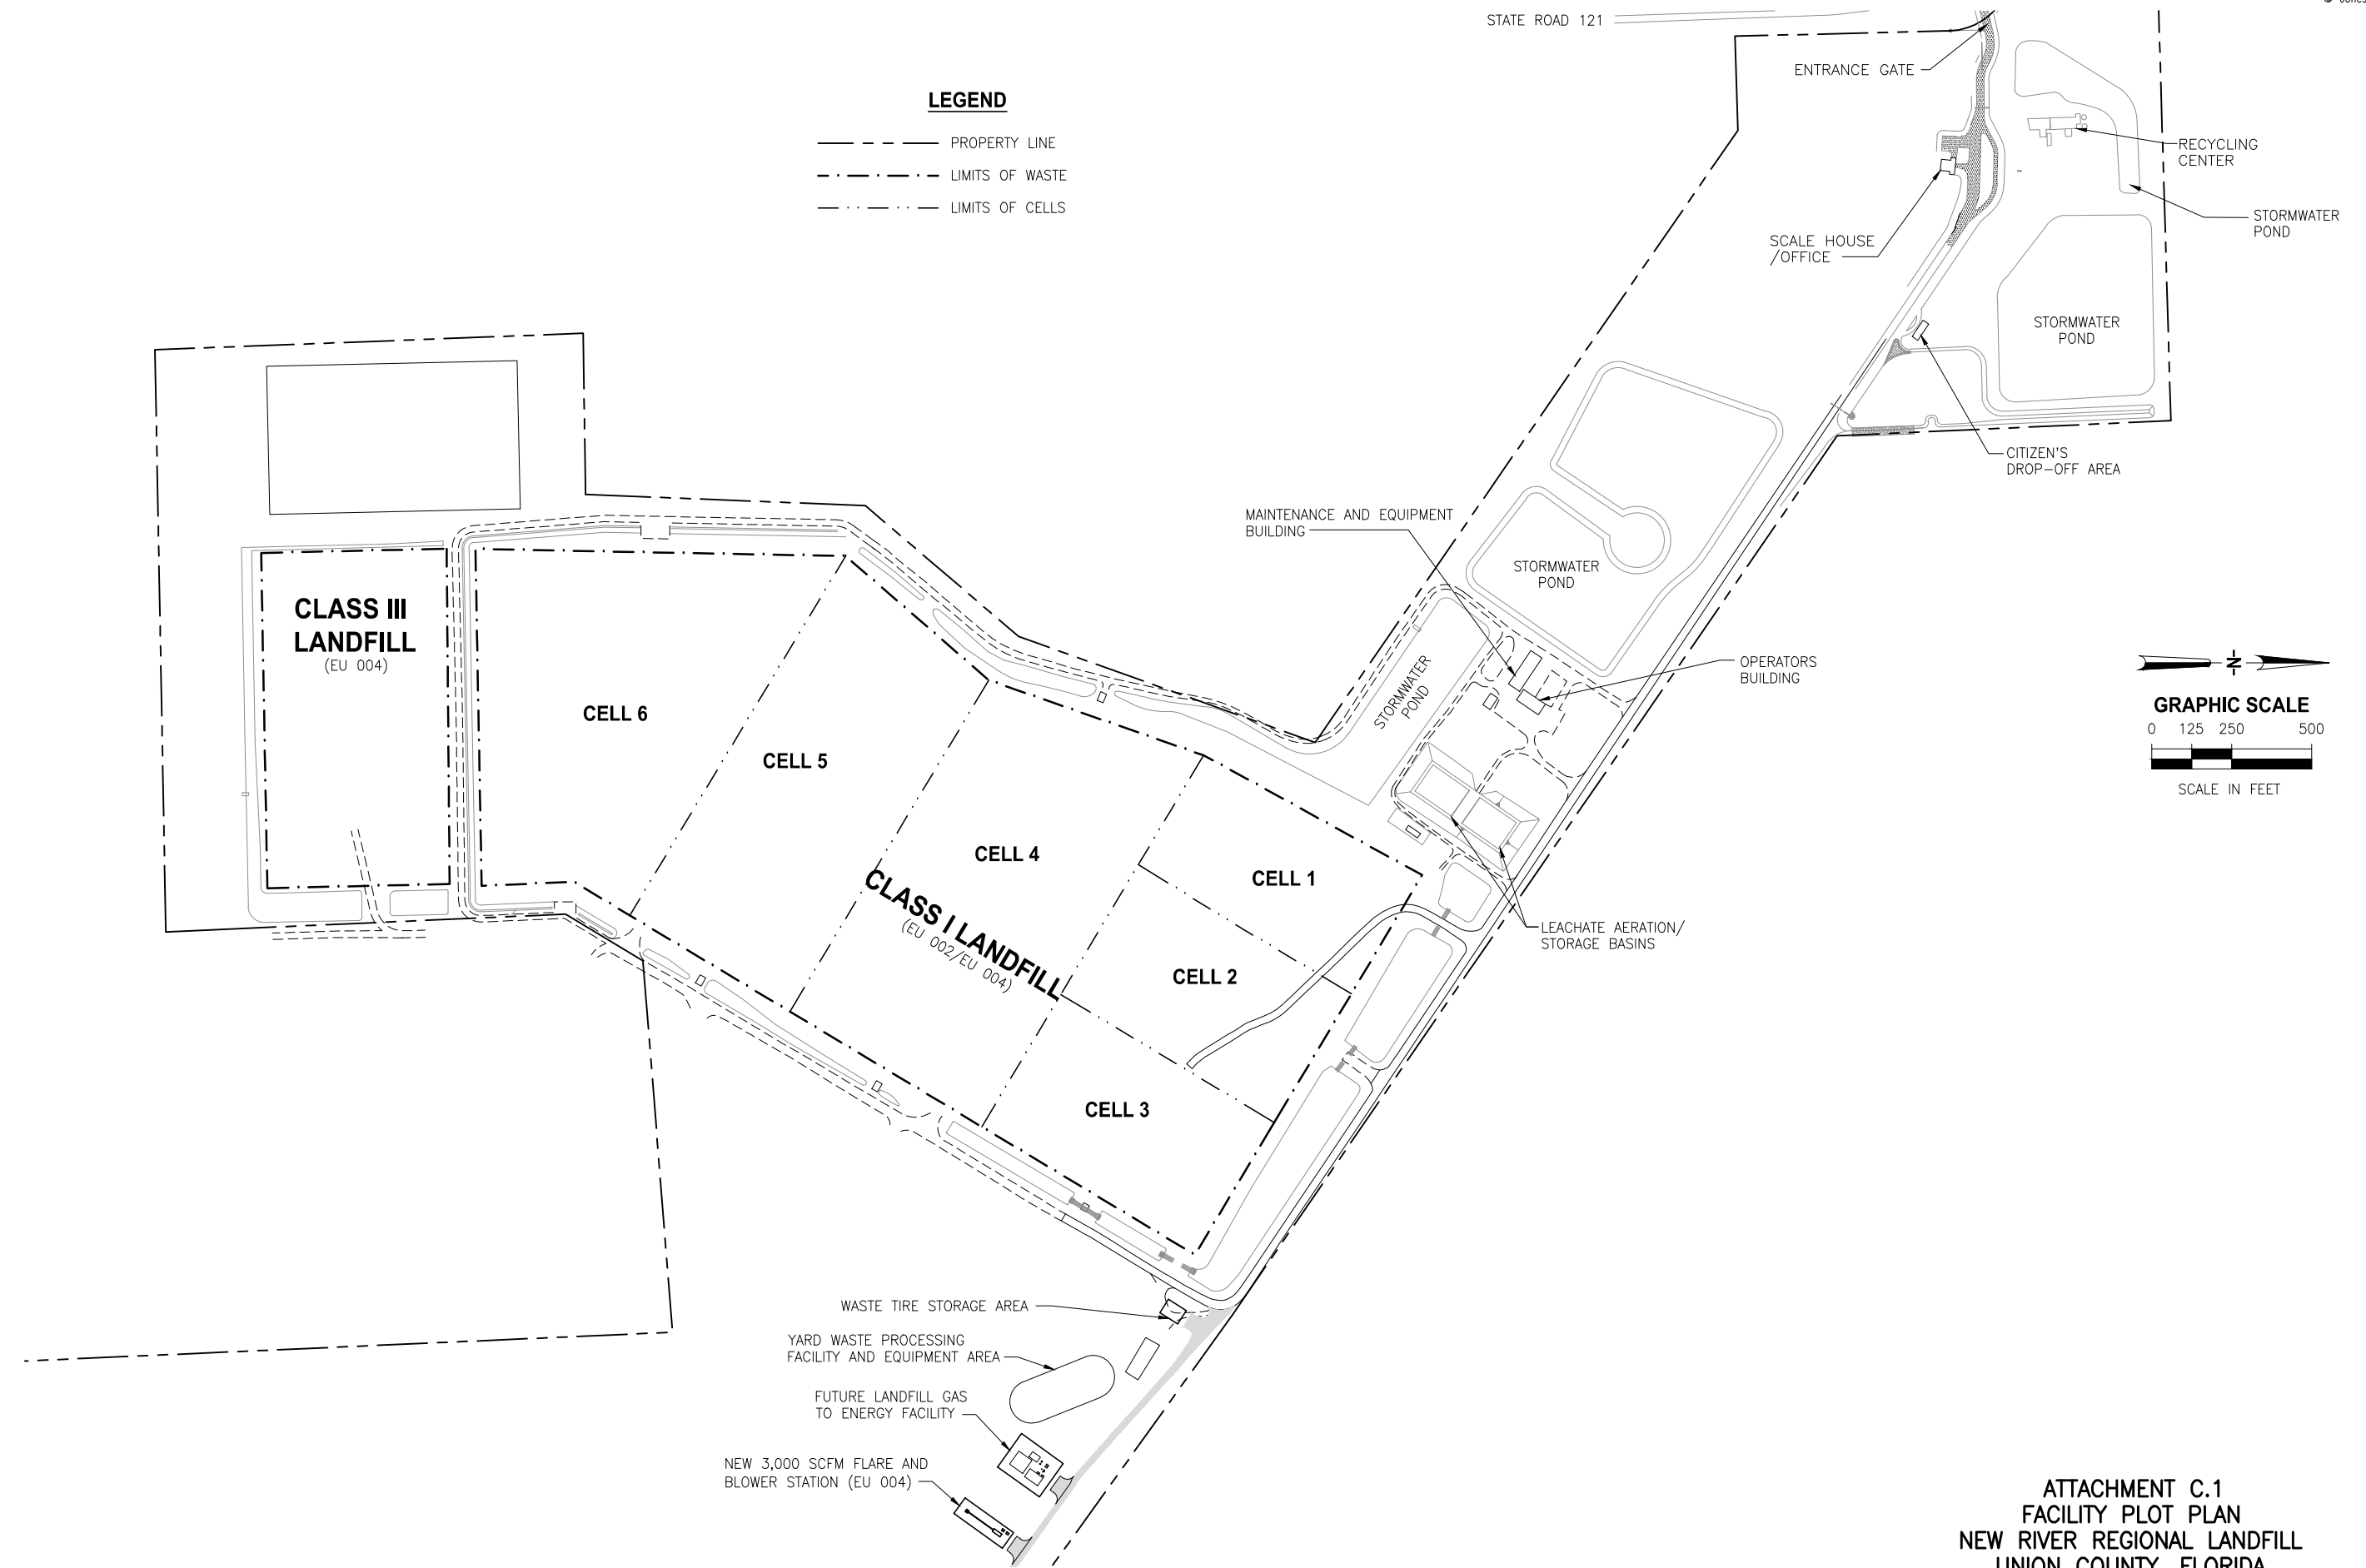 STATE ROAD 121
ENTRANCE GATE
LEGEND
PROPERTY LINE
LIMITS OF WASTE
LIMITS OF CELLS
RECYCLING
CENTER
STORMWATER
POND
SCALE HOUSE
/OFFICE
STORMWATER
POND
CITIZEN'S
DROP-OFF AREA
MAINTENANCE AND EQUIPMENT
BUILDING
STORMWATER
POND
CLASS III
LANDFILL
(EU 004)
STORMWATER
POND
OPERATORS
BUILDING
N
GRAPHIC SCALE
0 125 250 500
SCALE IN FEET
CELL 6
CELL 5
CELL 4
CELL 1
CLASS I LANDFILL
(EU 002/EU 004)
LEACHATE AERATION/
STORAGE BASINS
CELL 2
CELL 3
WASTE TIRE STORAGE AREA
YARD WASTE PROCESSING
FACILITY AND EQUIPMENT AREA
FUTURE LANDFILL GAS
TO ENERGY FACILITY
NEW 3,000 SCFM FLARE AND
BLOWER STATION (EU 004)
ATTACHMENT C.1
FACILITY PLOT PLAN
NEW RIVER REGIONAL LANDFILL
UNION COUNTY, FLORIDA